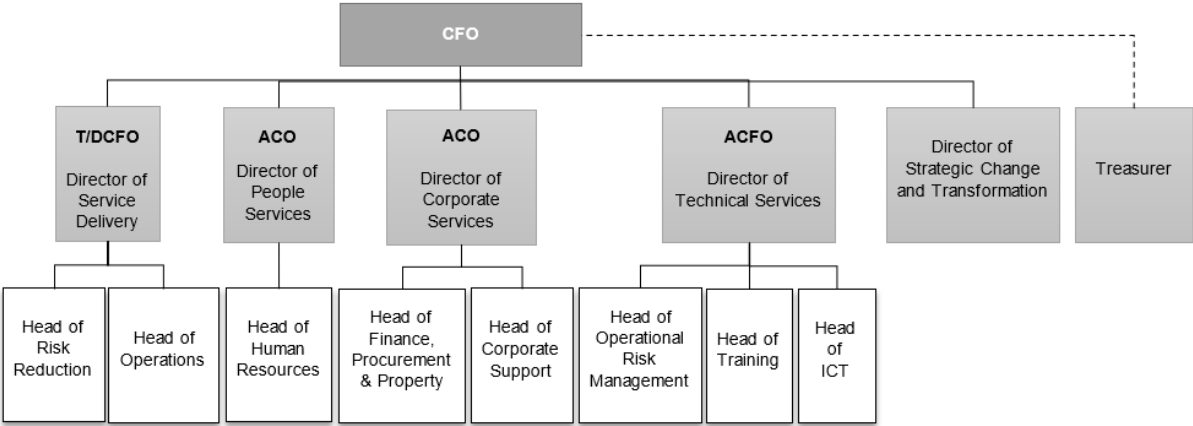 CFO
T/DCFO
Director of
Service
Delivery
ACO
Director of
People
Services
ACO
Director of
Corporate
Services
ACFO
Director of
Technical Services
Director of
Strategic Change
and Transformation
Treasurer
Head of
Risk
Reduction
Head of
Operations
Head of
Human
Resources
Head of
Finance,
Procurement
& Property
Head of
Corporate
Support
Head of
Operational
Risk
Management
Head of
Training
Head
of
ICT